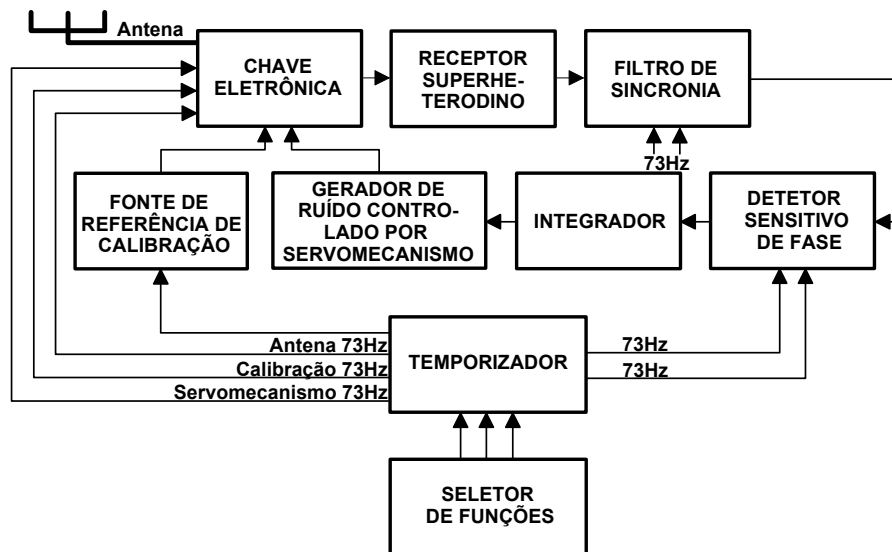 Antena
CHAVE
ELETRÔNICA
RECEPTOR
SUPERHE-
TERODINO
FILTRO DE
SINCRONIA
73Hz
FONTE DE
REFERÊNCIA DE
CALIBRAÇÃO
GERADOR DE
RUÍDO CONTRO-
LADO POR
SERVOMECANISMO
INTEGRADOR
DETETOR
SENSITIVO
DE FASE
Antena 73Hz
Calibração 73Hz
Servomecanismo 73Hz
TEMPORIZADOR
73Hz
73Hz
SELETOR
DE FUNÇÕES